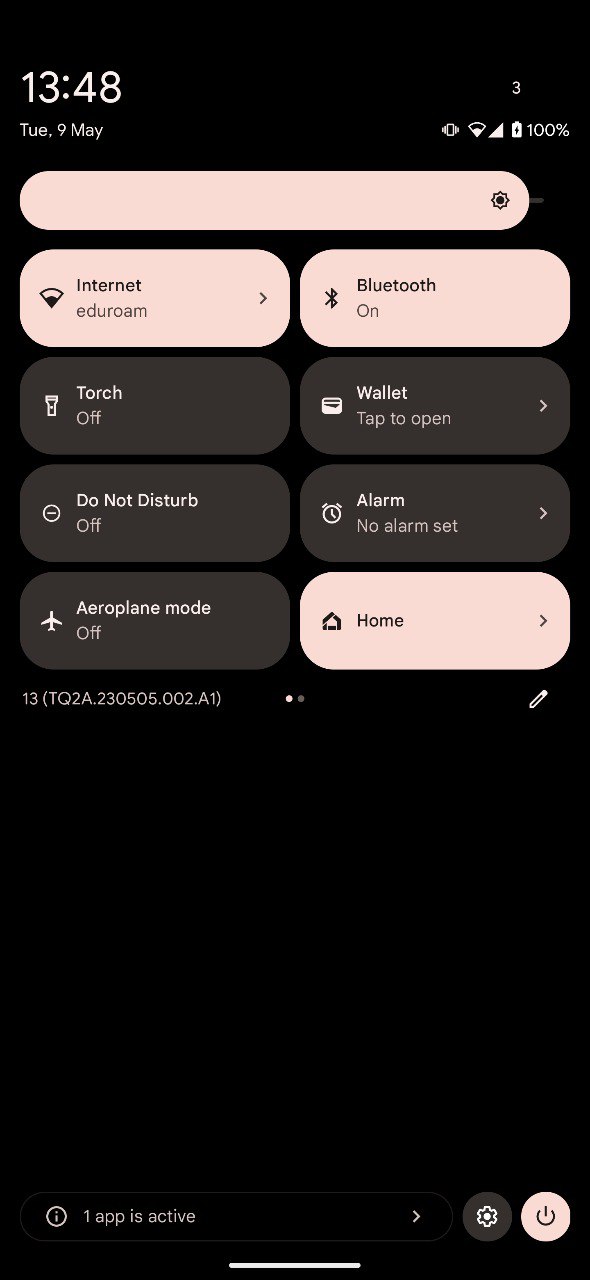 13:48
3
Tue, 9 May
100%
Internet
eduroam
Bluetooth
On
Torch
Off
Wallet
Tap to open
Do Not Disturb
Off
Alarm
No alarm set
Aeroplane mode
Off
Home
13 (TQ2A.230505.002.A1)
1 app is active